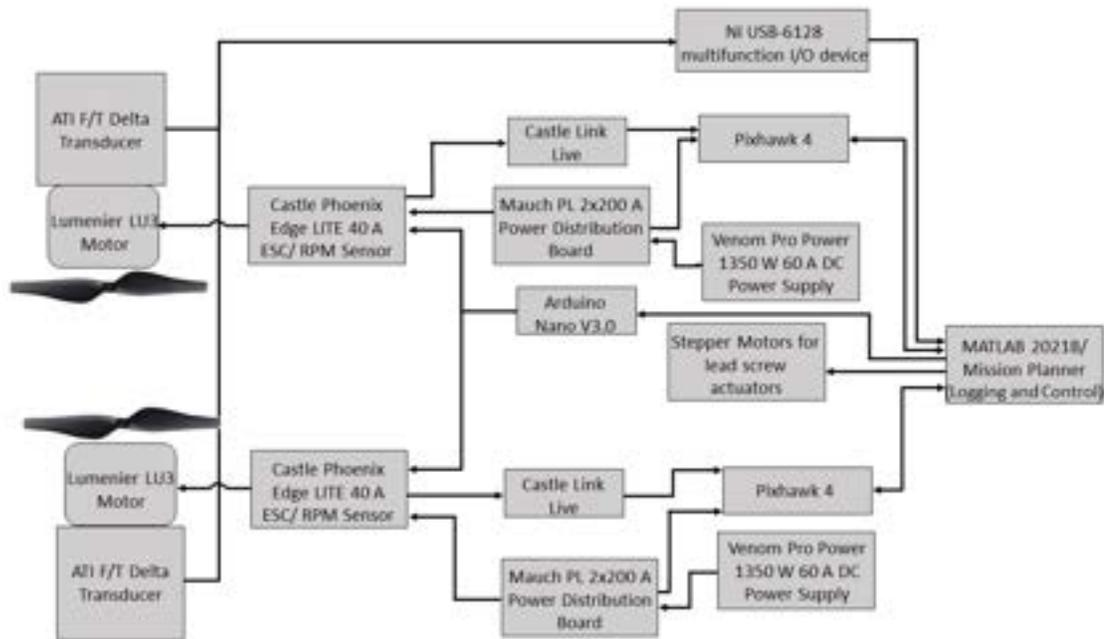 NI USB-6128
multifunction I/O device
ATI F/T Delta
Transducer
Castle Link
Live
Pixhawk 4
Lumenier LU3
Motor
Castle Phoenix
Edge LITE 40 A
ESC/ RPM Sensor
Mauch PL 2x200 A
Power Distribution
Board
Venom Pro Power
1350 W 60 A DC
Power Supply
Arduino
Nano V3.0
Stepper Motors for
lead screw
actuators
MATLAB 2021B/
Mission Planner
(Logging and Control)
Lumenier LU3
Motor
Castle Phoenix
Edge LITE 40 A
ESC/ RPM Sensor
Castle Link
Live
Pixhawk 4
ATI F/T Delta
Transducer
Mauch PL 2x200 A
Power Distribution
Board
Venom Pro Power
1350 W 60 A DC
Power Supply